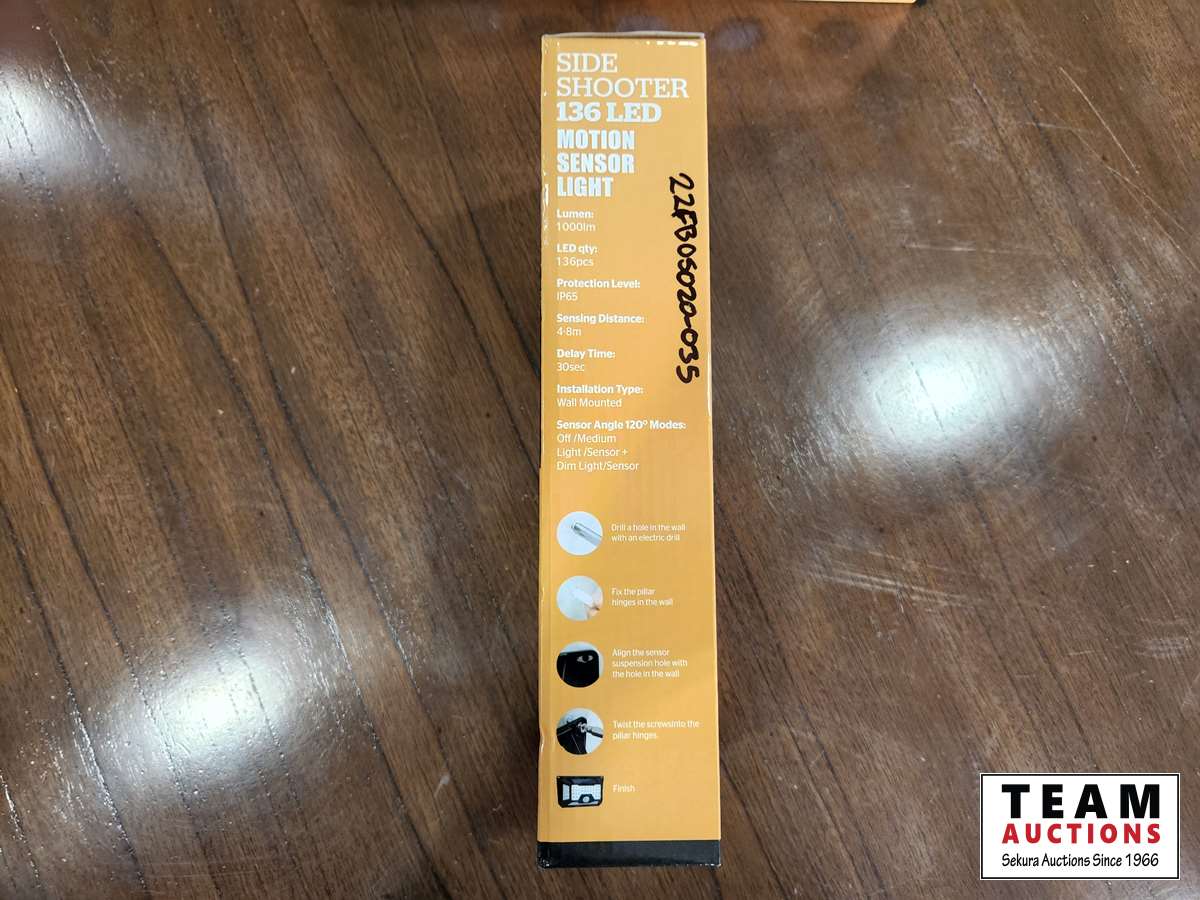 SIDE
SHOOTER
136 LED
MOTION
SENSOR
LIGHT
Lumen:
1000lm
LED qty:
136pcs
Protection Level:
IP65
Sensing Distance:
4-8m
Delay Time:
30sec
Installation Type:
Wall Mounted
Sensor Angle 120° Modes:
Off /Medium
Light /Sensor +
Dim Light/Sensor
22FB05020-035
Drill a hole in the wall
with an electric drill
Fix the pillar
hinges in the wall
Align the sensor
suspension hole with
the hole in the wall
Twist the screwsinto the
pillar hinges.
Finish
TEAM
AUCTIONS
Sekura Auctions Since 1966